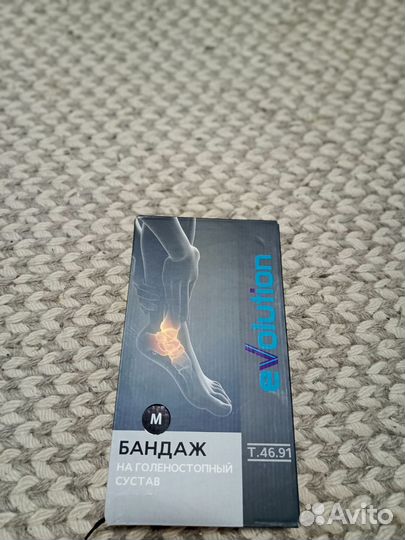 evolution
M
БАНДАЖ
НА ГОЛЕНОСТОПНЫЙ
СУСТАВ
Т.46.91
Avito